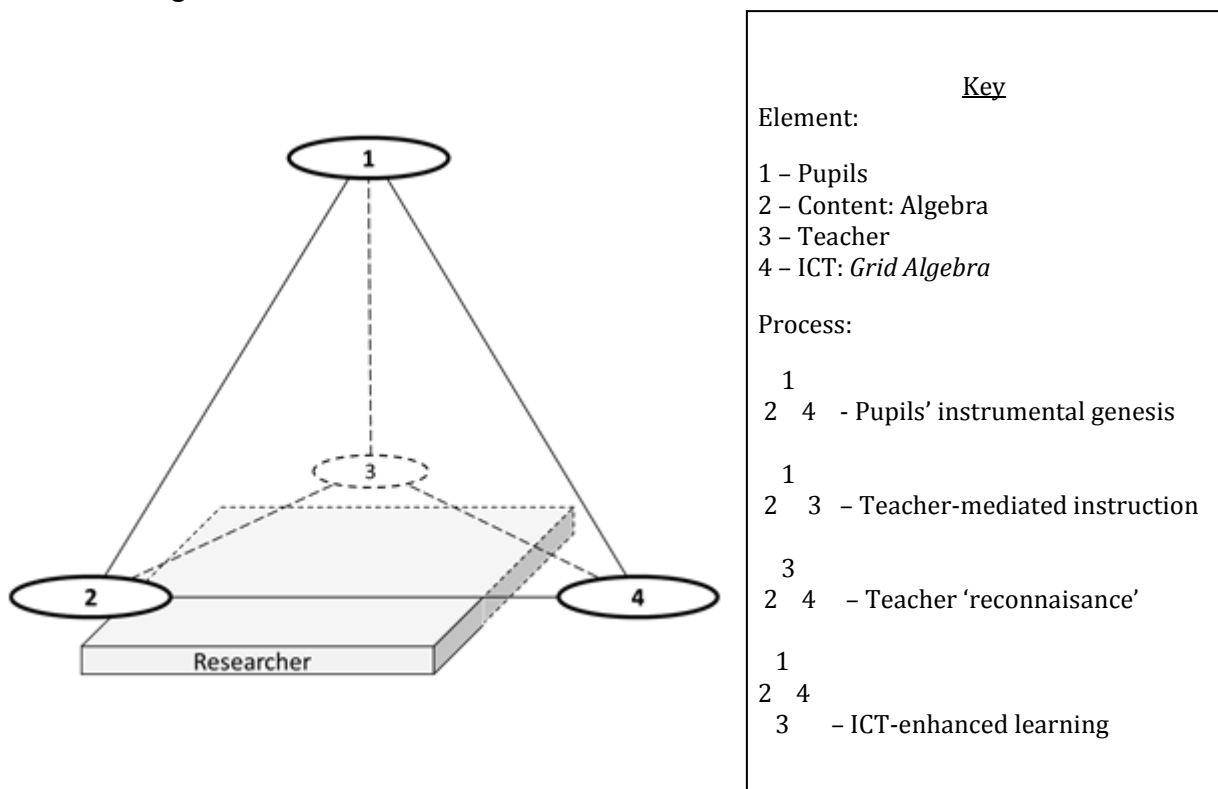 1
3
2
4
Researcher
Key
Element:
1 – Pupils
2 – Content: Algebra
3 – Teacher
4 – ICT: Grid Algebra
Process:
1
2 4 - Pupils’ instrumental genesis
1
2 3 – Teacher-mediated instruction
3
2 4 – Teacher ‘reconnaisance’
1
2 4
3 – ICT-enhanced learning